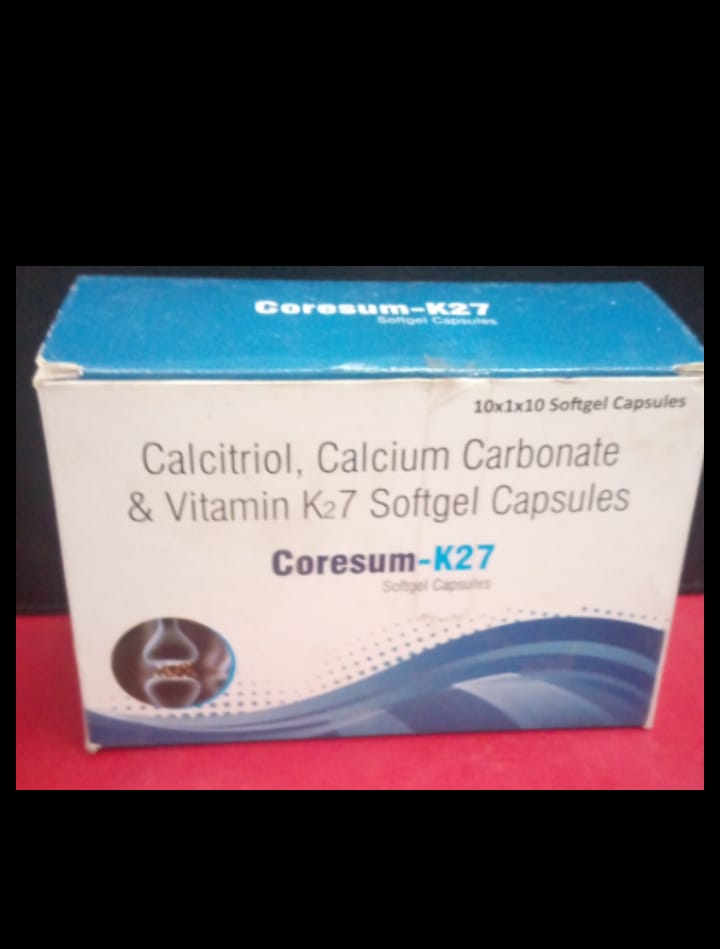 Coresum-K27
Softgel Capsules
10x1x10 Softgel Capsules
Calcitriol, Calcium Carbonate
& Vitamin K27 Softgel Capsules
Coresum-K27
Softgel Capsules